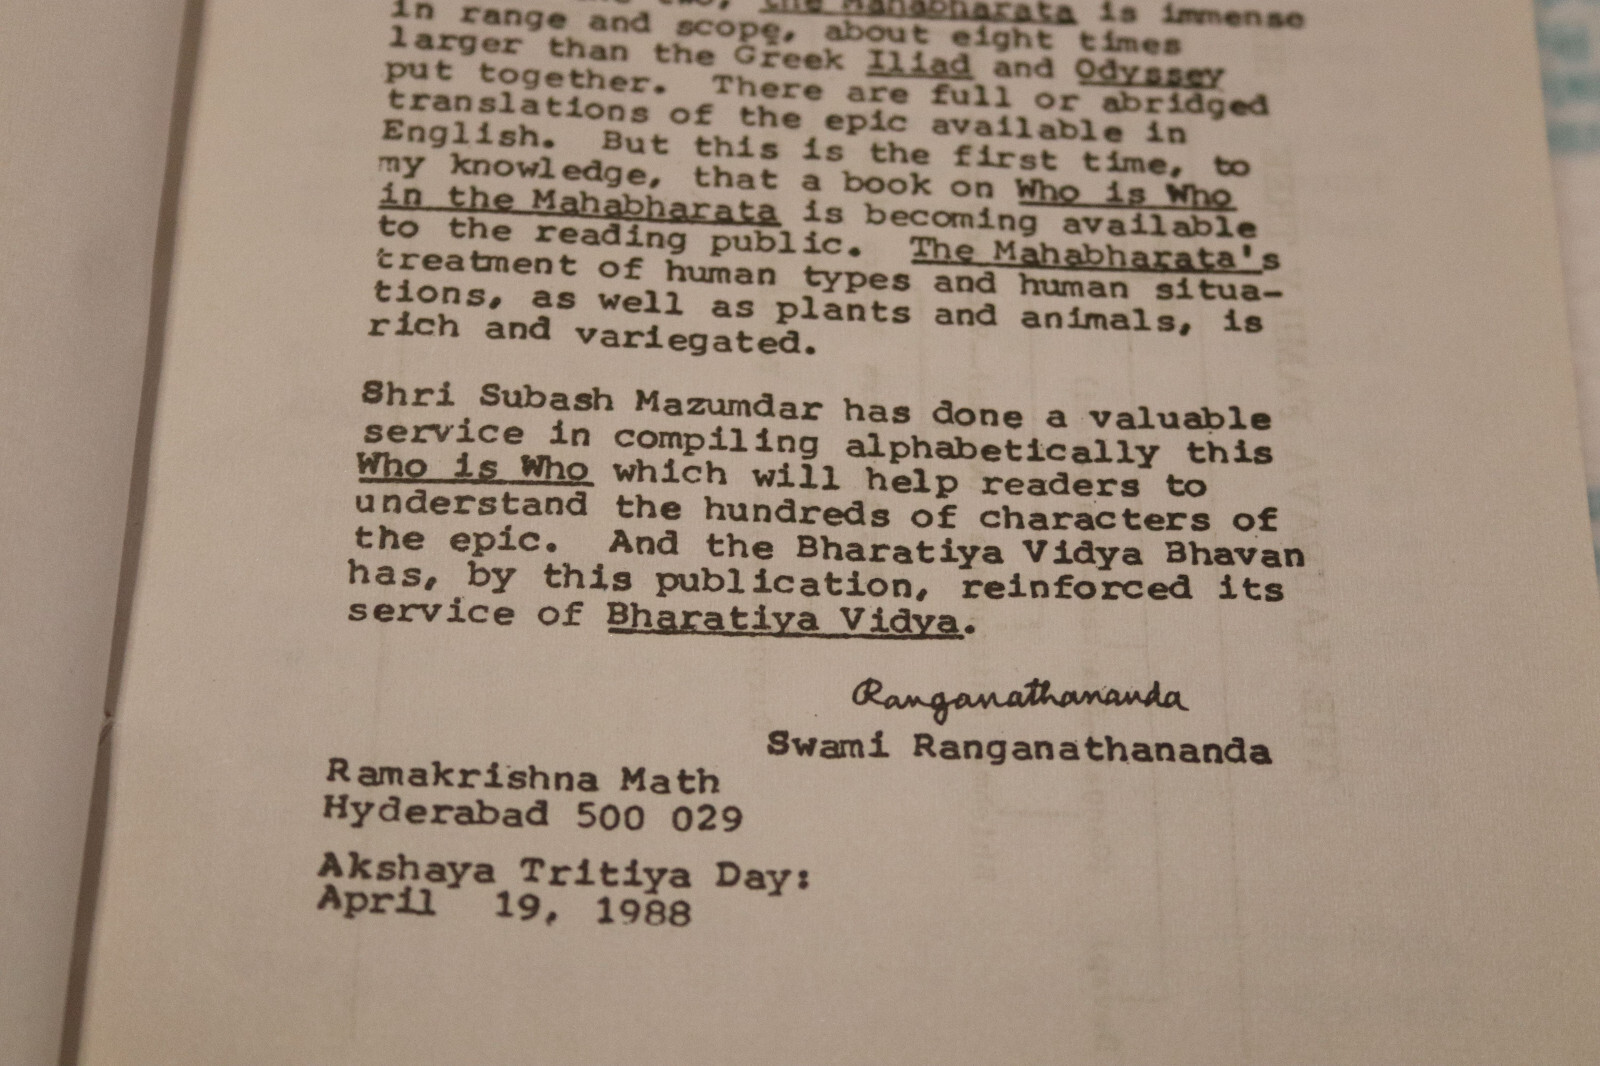 two, the Mahabharata is immense
in range and scope, about eight times
larger than the Greek Iliad and Odyssey
put together. There are full or abridged
translations of the epic available in
English. But this is the first time, to
my knowledge, that a book on Who is Who
in the Mahabharata is becoming available
to the reading public. The Mahabharata's
treatment of human types and human situa-
tions, as well as plants and animals, is
rich and variegated.
Shri Subash Mazumdar has done a valuable
service in compiling alphabetically this
Who is Who which will help readers to
understand the hundreds of characters of
the epic. And the Bharatiya Vidya Bhavan
has, by this publication, reinforced its
service of Bharatiya Vidya.
Ranganathananda
Swami Ranganathananda
Ramakrishna Math
Hyderabad 500 029
Akshaya Tritiya Day:
April 19, 1988